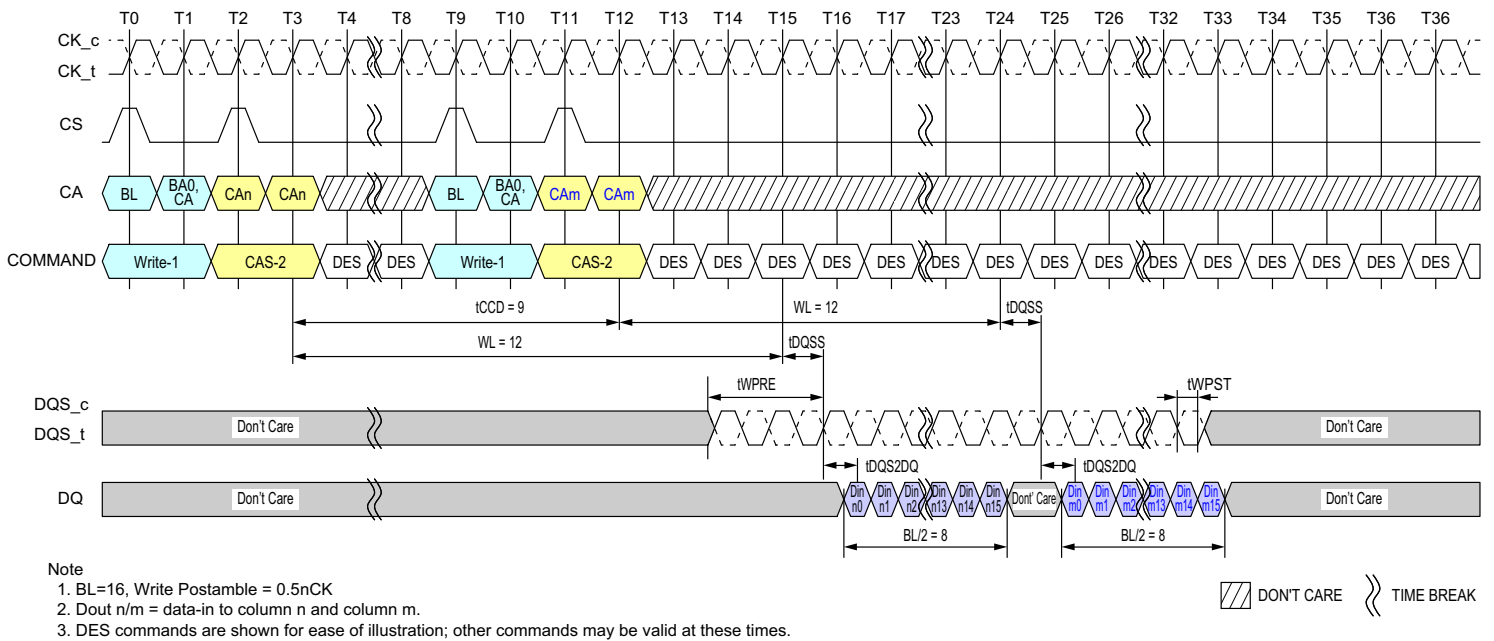 T0 T1 T2 T3 T4 T8 T9 T10 T11 T12 T13 T14 T15 T16 T17 T23 T24 T25 T26 T32 T33 T34 T35 T36 T36
CK_c
CK_t
CS
CA BL BA0, CA CAn CAn BL BA0, CA CAm CAm
COMMAND Write-1 CAS-2 DES DES Write-1 CAS-2 DES DES DES DES DES DES DES DES DES DES DES DES DES DES DES
tCCD = 9 WL = 12 tDQSS
WL = 12 tDQSS
tWPRE tWPST
DQS_c
DQS_t Don't Care Don't Care
tDQS2DQ tDQS2DQ
DQ Don't Care Din n0 Din n1 Din n2 Din n13 Din n14 Din n15 Dont' Care Din m0 Din m1 Din m2 Din m13 Din m14 Din m15 Don't Care
BL/2 = 8 BL/2 = 8
Note
1. BL=16, Write Postamble = 0.5nCK
2. Dout n/m = data-in to column n and column m.
3. DES commands are shown for ease of illustration; other commands may be valid at these times.
DON'T CARE TIME BREAK